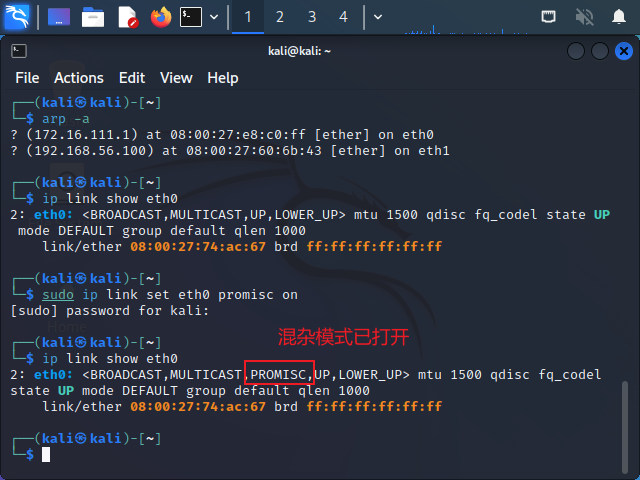 1 2 3 4
kali@kali: ~
File Actions Edit View Help
┌──(kali㉿kali)-[~]
└─$ arp -a
? (172.16.111.1) at 08:00:27:e8:c0:ff [ether] on eth0
? (192.168.56.100) at 08:00:27:60:6b:43 [ether] on eth1
┌──(kali㉿kali)-[~]
└─$ ip link show eth0
2: eth0: <BROADCAST,MULTICAST,UP,LOWER_UP> mtu 1500 qdisc fq_codel state UP
mode DEFAULT group default qlen 1000
link/ether 08:00:27:74:ac:67 brd ff:ff:ff:ff:ff:ff
┌──(kali㉿kali)-[~]
└─$ sudo ip link set eth0 promisc on
[sudo] password for kali:
混杂模式已打开
┌──(kali㉿kali)-[~]
└─$ ip link show eth0
2: eth0: <BROADCAST,MULTICAST,PROMISC,UP,LOWER_UP> mtu 1500 qdisc fq_codel
state UP mode DEFAULT group default qlen 1000
link/ether 08:00:27:74:ac:67 brd ff:ff:ff:ff:ff:ff
┌──(kali㉿kali)-[~]
└─$
Home